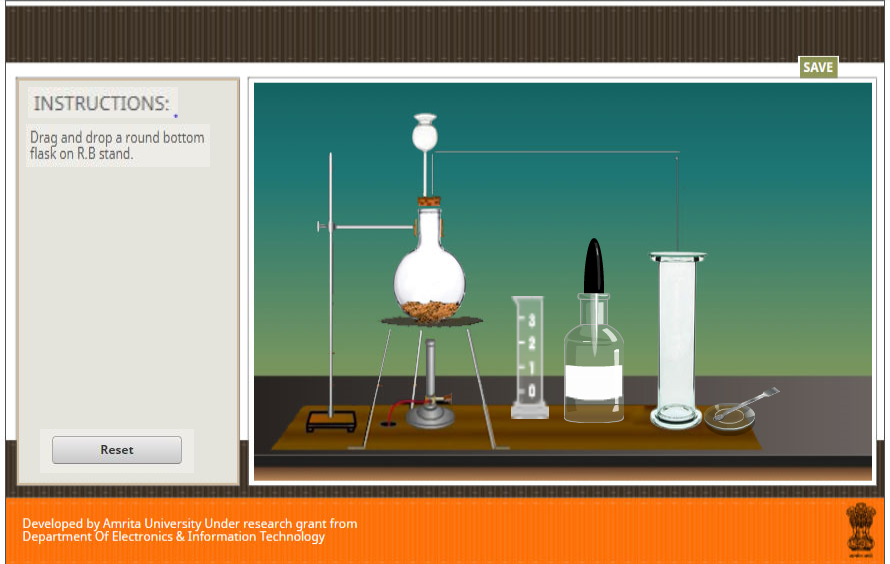 SAVE
INSTRUCTIONS:
Drag and drop a round bottom
flask on R.B stand.
3
2
1
0
Reset
Developed by Amrita University Under research grant from
Department Of Electronics & Information Technology